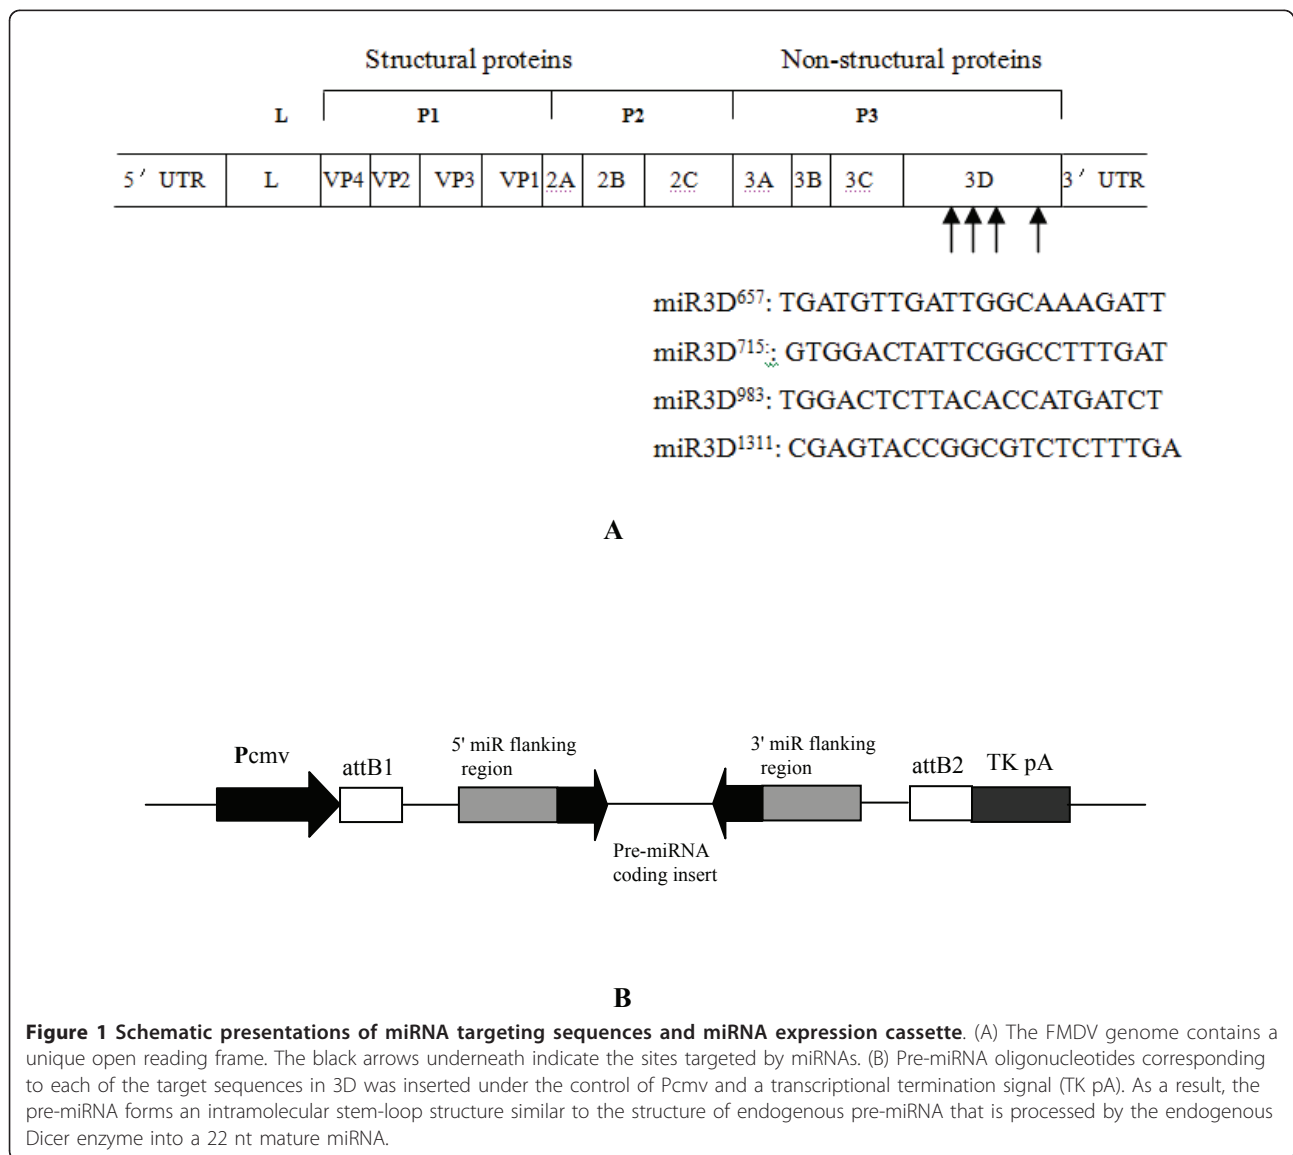 Structural proteins Non-structural proteins
L P1 P2 P3
5′ UTR L VP4 VP2 VP3 VP1 2A 2B 2C 3A 3B 3C 3D 3′ UTR
miR3D657: TGATGTTGATTGGCAAAGATT
miR3D715:: GTGGACTATTCGGCCTTTGAT
miR3D983: TGGACTCTTACACCATGATCT
miR3D1311: CGAGTACCGGCGTCTCTTTGA
A
Pcmv attB1 5' miR flanking region 3' miR flanking region attB2 TK pA
Pre-miRNA
coding insert
B
Figure 1 Schematic presentations of miRNA targeting sequences and miRNA expression cassette. (A) The FMDV genome contains a
unique open reading frame. The black arrows underneath indicate the sites targeted by miRNAs. (B) Pre-miRNA oligonucleotides corresponding
to each of the target sequences in 3D was inserted under the control of Pcmv and a transcriptional termination signal (TK pA). As a result, the
pre-miRNA forms an intramolecular stem-loop structure similar to the structure of endogenous pre-miRNA that is processed by the endogenous
Dicer enzyme into a 22 nt mature miRNA.